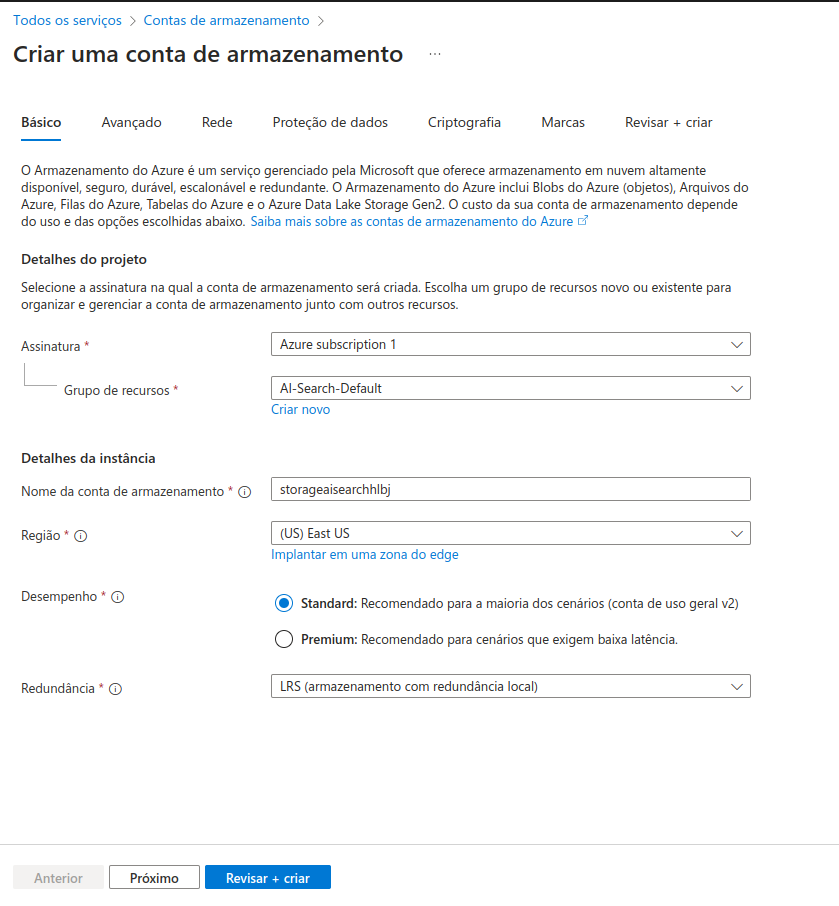 Todos os serviços > Contas de armazenamento >
Criar uma conta de armazenamento ...
Básico Avançado Rede Proteção de dados Criptografia Marcas Revisar + criar
O Armazenamento do Azure é um serviço gerenciado pela Microsoft que oferece armazenamento em nuvem altamente
disponível, seguro, durável, escalonável e redundante. O Armazenamento do Azure inclui Blobs do Azure (objetos), Arquivos do
Azure, Filas do Azure, Tabelas do Azure e o Azure Data Lake Storage Gen2. O custo da sua conta de armazenamento depende
do uso e das opções escolhidas abaixo. Saiba mais sobre as contas de armazenamento do Azure
Detalhes do projeto
Selecione a assinatura na qual a conta de armazenamento será criada. Escolha um grupo de recursos novo ou existente para
organizar e gerenciar a conta de armazenamento junto com outros recursos.
Assinatura * Azure subscription 1
Grupo de recursos * AI-Search-Default
Criar novo
Detalhes da instância
Nome da conta de armazenamento * storageaisearchhlbj
Região * (US) East US
Implantar em uma zona do edge
Desempenho * Standard: Recomendado para a maioria dos cenários (conta de uso geral v2)
Premium: Recomendado para cenários que exigem baixa latência.
Redundância * LRS (armazenamento com redundância local)
Anterior Próximo Revisar + criar